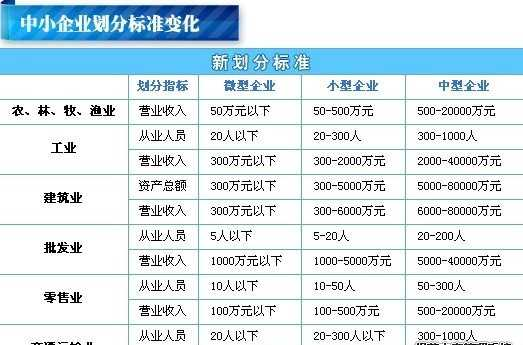 中小企业划分标准变化
新划分标准
划分指标 微型企业 小型企业 中型企业
农、林、牧、渔业 营业收入 50万元以下 50-500万元 500-20000万元
工业 从业人员 20人以下 20-300人 300-1000人
营业收入 300万元以下 300-2000万元 2000-40000万元
建筑业 资产总额 300万元以下 300-5000万元 5000-80000万元
营业收入 300万元以下 300-6000万元 6000-80000万元
批发业 从业人员 5人以下 5-20人 20-200人
营业收入 1000万元以下 1000-5000万元 5000-40000万元
零售业 从业人员 10人以下 10-50人 50-300人
营业收入 100万元以下 100-500万元 500-20000万元
交通运输业 从业人员 20人以下 20-300人以下 300-1000人